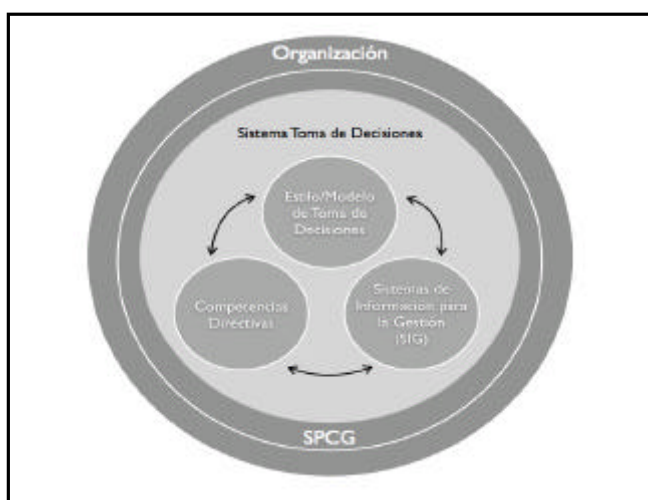 Organización
Sistema Toma de Decisiones
Estilo/Modelo
de Toma de
Decisiones
Competencias
Directivas
Sistemas de
Información para
la Gestión
(SIG)
SPCG